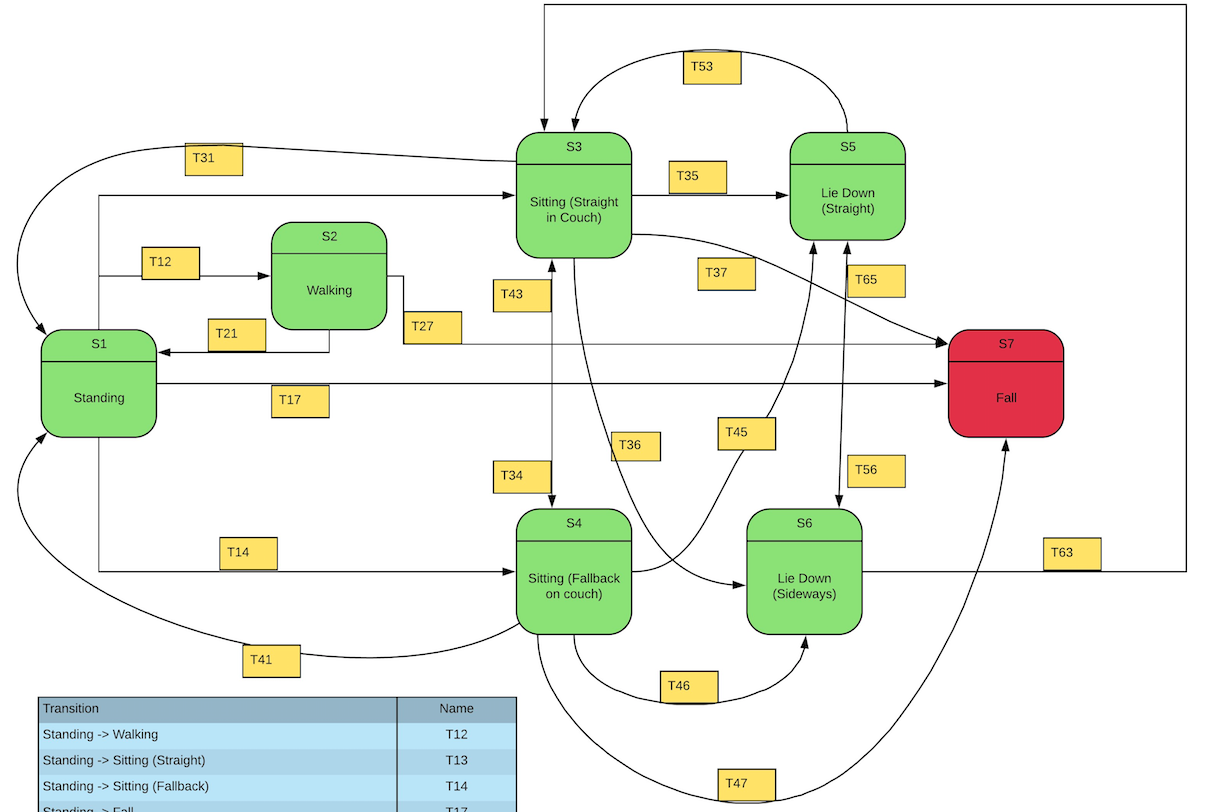 T53
S3
S5
T31
T35
Sitting (Straight
in Couch)
Lie Down
(Straight)
S2
T12
Walking
T37
T65
T43
T21
T27
S1
S7
Standing
Fall
T17
T45
T36
T34
T56
S4
S6
T14
T63
Sitting (Fallback
on couch)
Lie Down
(Sideways)
T41
T46
T47
Transition Name
Standing -> Walking T12
Standing -> Sitting (Straight) T13
Standing -> Sitting (Fallback) T14
Standing -> Fall T17